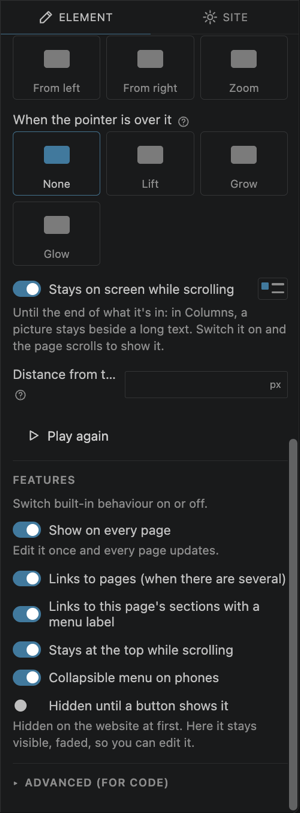 ELEMENT
SITE
From left
From right
Zoom
When the pointer is over it
None
Lift
Grow
Glow
Stays on screen while scrolling
Until the end of what it's in: in Columns, a
picture stays beside a long text. Switch it on and
the page scrolls to show it.
Distance from t...
px
Play again
FEATURES
Switch built-in behaviour on or off.
Show on every page
Edit it once and every page updates.
Links to pages (when there are several)
Links to this page's sections with a
menu label
Stays at the top while scrolling
Collapsible menu on phones
Hidden until a button shows it
Hidden on the website at first. Here it stays
visible, faded, so you can edit it.
ADVANCED (FOR CODE)